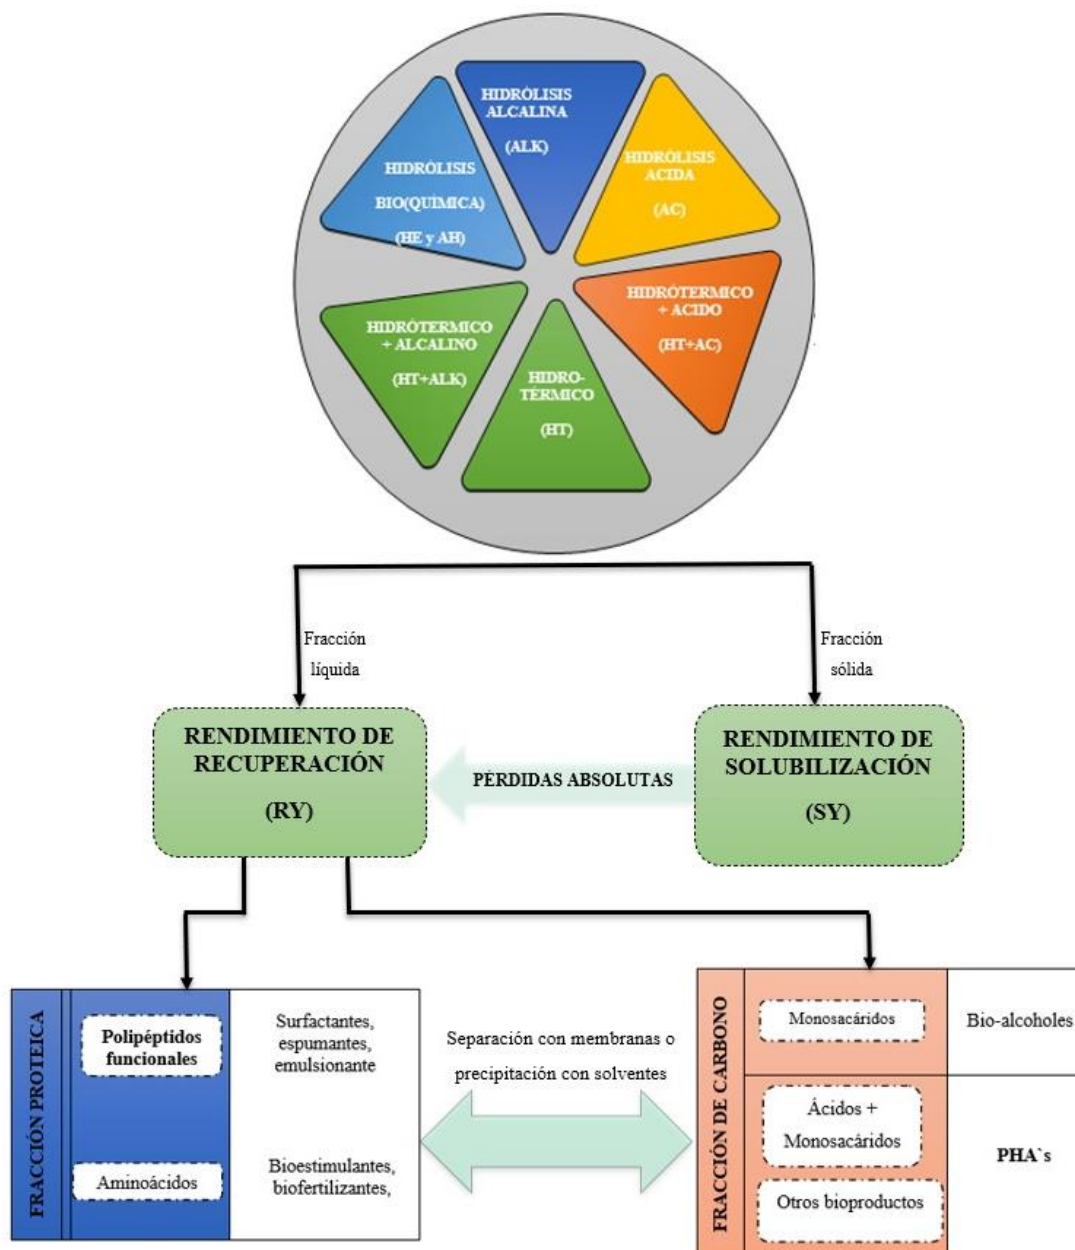 HIDRÓLISIS
ALCALINA
(ALK)
HIDRÓLISIS
ACIDA
(AC)
HIDRÓTERMICO
+ ACIDO
(HT+AC)
HIDRO-
TÉRMICO
(HT)
HIDRÓTERMICO
+ ALCALINO
(HT+ALK)
HIDRÓLISIS
BIO(QUÍMICA)
(HE y AH)
Fracción
líquida
Fracción
sólida
RENDIMIENTO DE
RECUPERACIÓN
(RY)
PÉRDIDAS ABSOLUTAS
RENDIMIENTO DE
SOLUBILIZACIÓN
(SY)
FRACCIÓN PROTEICA
Polipéptidos
funcionales
Surfactantes,
espumantes,
emulsionante
Aminoácidos
Bioestimulantes,
biofertilizantes,
Separación con membranas o
precipitación con solventes
FRACCIÓN DE CARBONO
Monosacáridos
Bio-alcoholes
Ácidos +
Monosacáridos
Otros bioproductos
PHA`s